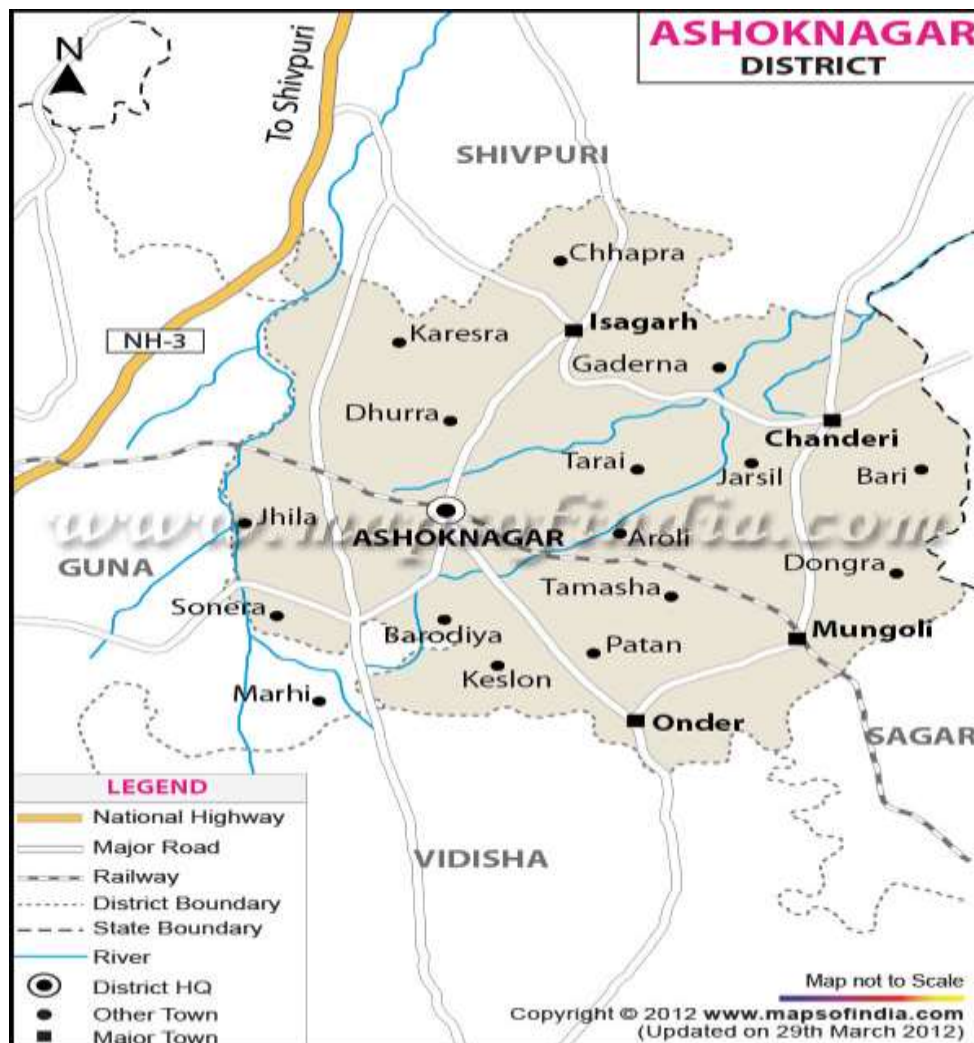 ASHOKNAGAR
DISTRICT
N
To Shivpuri
SHIVPURI
Chhapra
Isagarh
NH-3
Karesra
Gaderna
Dhurra
Chanderi
Tarai
Jarsil
Bari
www.mapsofindia.com
Jhila
ASHOKNAGAR
Aroli
GUNA
Dongra
Tamasha
Sonera
Barodiya
Mungoli
Patan
Keslon
Marhi
Onder
SAGAR
LEGEND
National Highway
Major Road
VIDISHA
Railway
District Boundary
State Boundary
River
District HQ
Other Town
Major Town
Map not to Scale
Copyright © 2012 www.mapsofindia.com
(Updated on 29th March 2012)